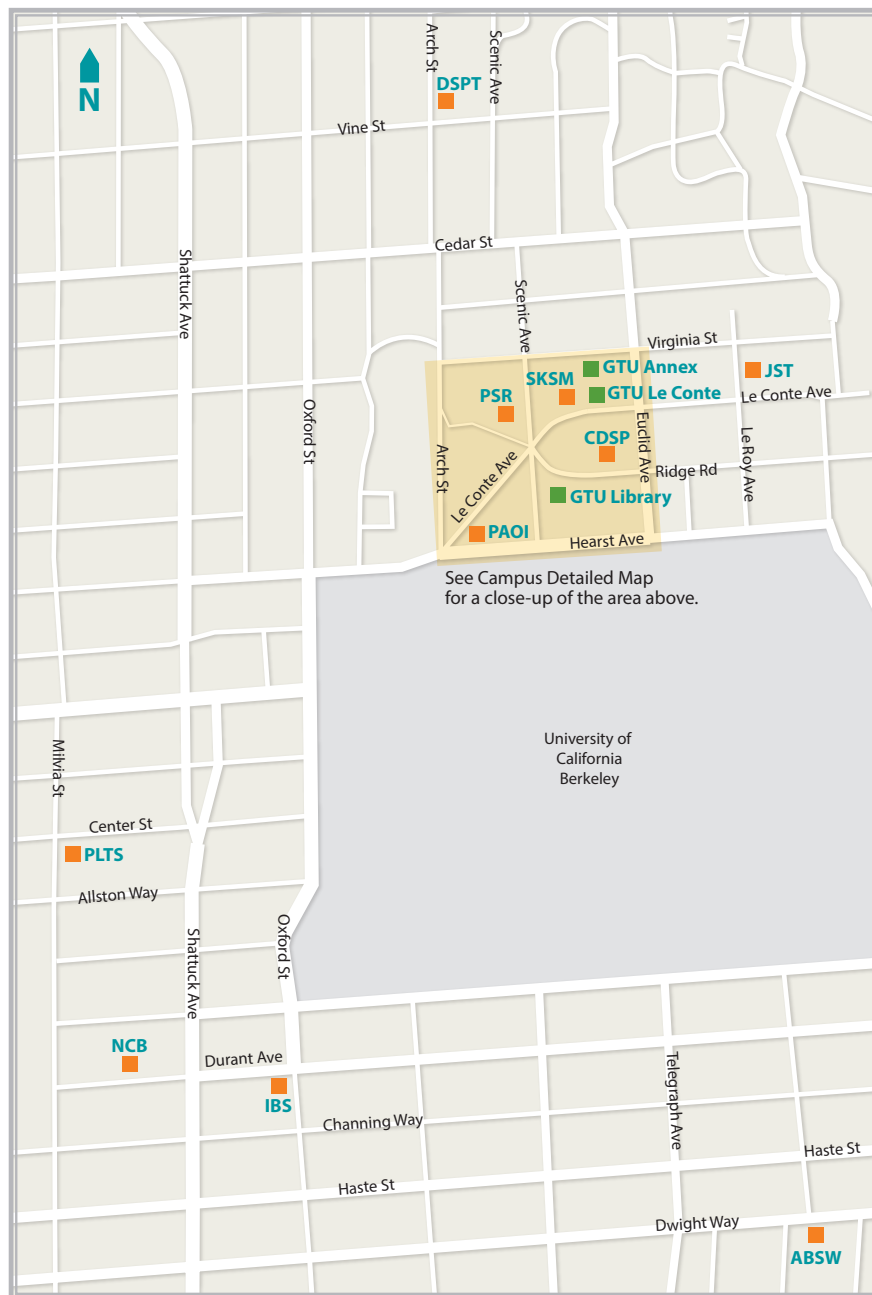 N
Arch St
Scenic Ave
DSPT
Vine St
Cedar St
Shattuck Ave
Scenic Ave
Virginia St
GTU Annex
JST
SKSM
GTU Le Conte
Le Conte Ave
PSR
Oxford St
Euclid Ave
CDSP
Le Roy Ave
Arch St
Le Conte Ave
Ridge Rd
GTU Library
PAOI
Hearst Ave
See Campus Detailed Map
for a close-up of the area above.
University of
California
Berkeley
Milvia St
Center St
PLTS
Allston Way
Oxford St
Shattuck Ave
NCB
Durant Ave
IBS
Telegraph Ave
Channing Way
Haste St
Haste St
Dwight Way
ABSW